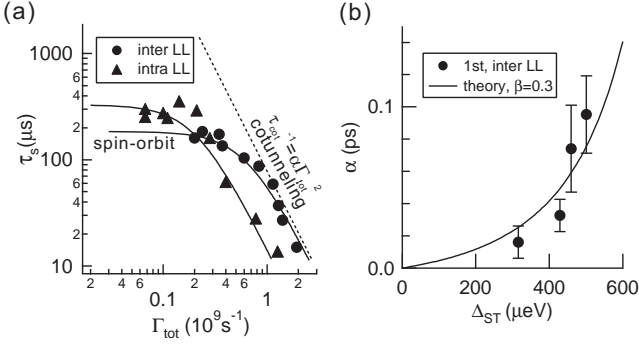 (a)
inter LL
intra LL
1000
6
4
2
100
6
4
2
10
τs(μs)
spin-orbit
τcot⁻¹=αΓtot²
cotunneling
2
4
6
0.1
2
4
6
1
2
Γtot (10⁹s⁻¹)
(b)
1st, inter LL
theory, β=0.3
0.1
0.0
α (ps)
0
200
400
600
ΔST(μeV)